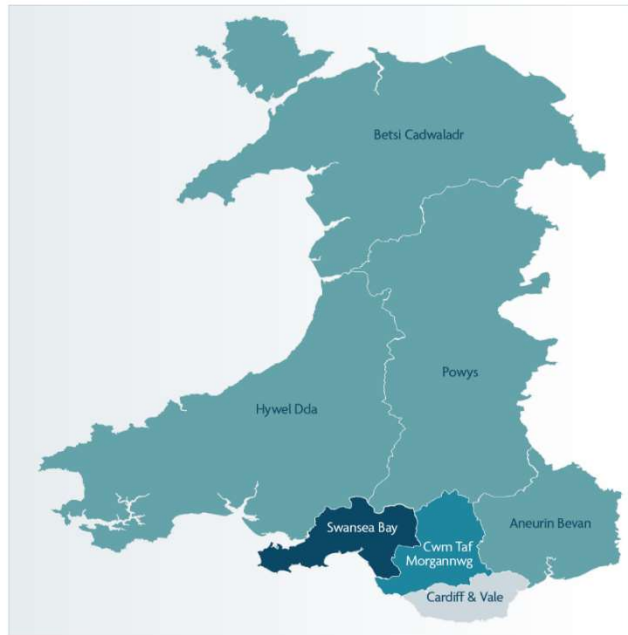 Betsi Cadwaladr
Powys
Hywel Dda
Swansea Bay
Cwm Taf
Morgannwg
Aneurin Bevan
Cardiff & Vale